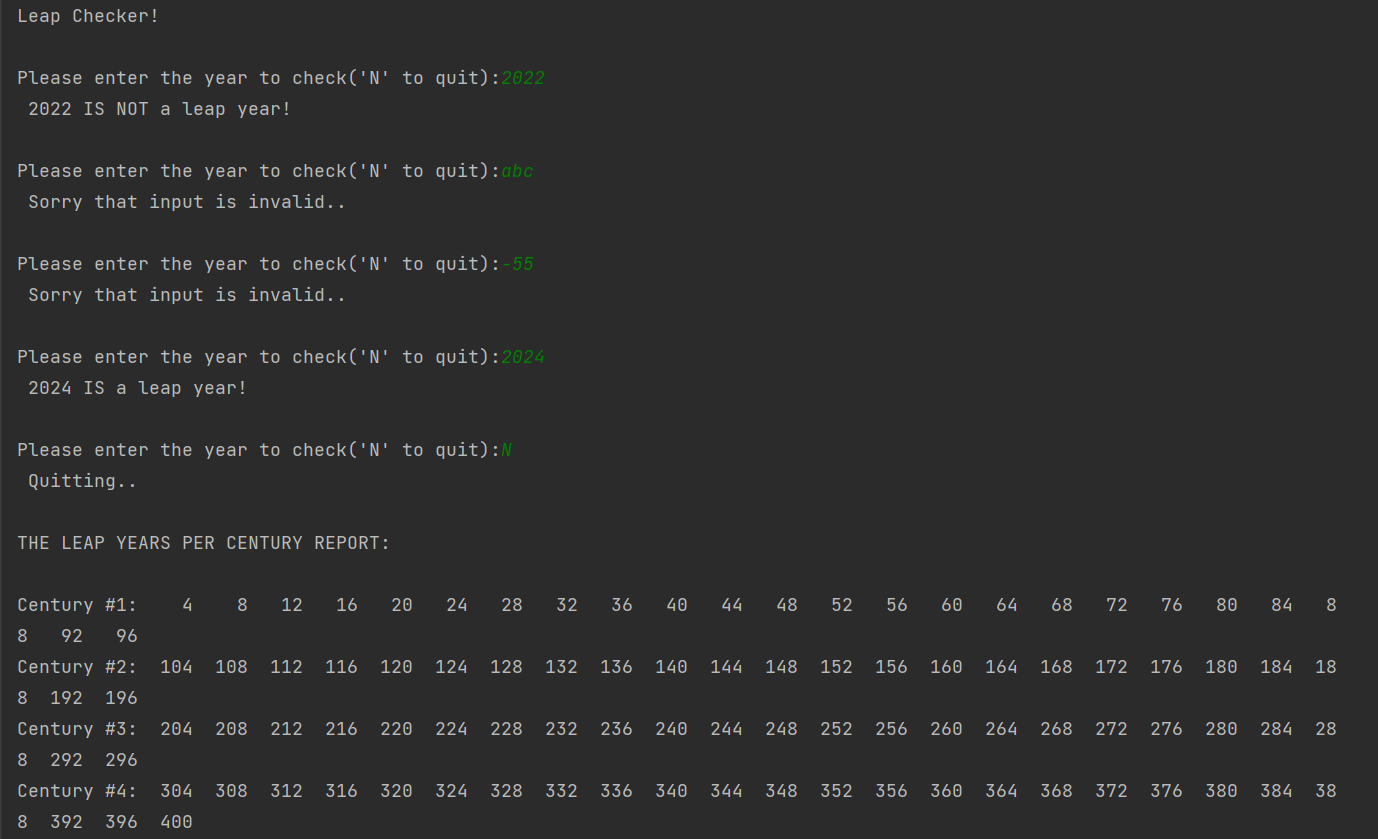 Leap Checker!
Please enter the year to check('N' to quit):2022
 2022 IS NOT a leap year!
Please enter the year to check('N' to quit):abc
 Sorry that input is invalid..
Please enter the year to check('N' to quit):-55
 Sorry that input is invalid..
Please enter the year to check('N' to quit):2024
 2024 IS a leap year!
Please enter the year to check('N' to quit):N
 Quitting..
THE LEAP YEARS PER CENTURY REPORT:
Century #1:    4    8   12   16   20   24   28   32   36   40   44   48   52   56   60   64   68   72   76   80   84   8
8   92   96
Century #2:  104  108  112  116  120  124  128  132  136  140  144  148  152  156  160  164  168  172  176  180  184  18
8  192  196
Century #3:  204  208  212  216  220  224  228  232  236  240  244  248  252  256  260  264  268  272  276  280  284  28
8  292  296
Century #4:  304  308  312  316  320  324  328  332  336  340  344  348  352  356  360  364  368  372  376  380  384  38
8  392  396  400